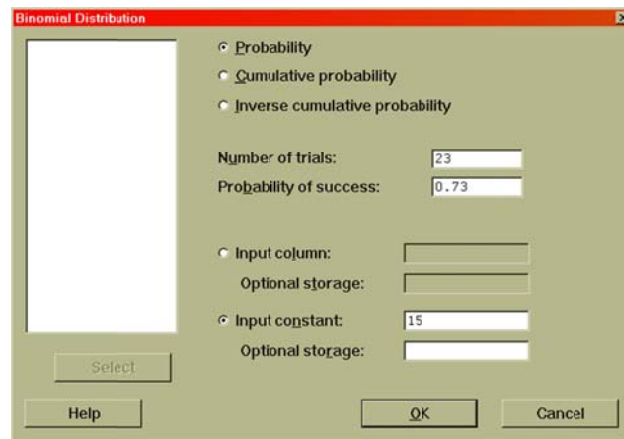 Binomial Distribution
Probability
Cumulative probability
Inverse cumulative probability
Number of trials: 23
Probability of success: 0.73
Input column:
Optional storage:
Input constant: 15
Optional storage:
Select
Help
OK
Cancel